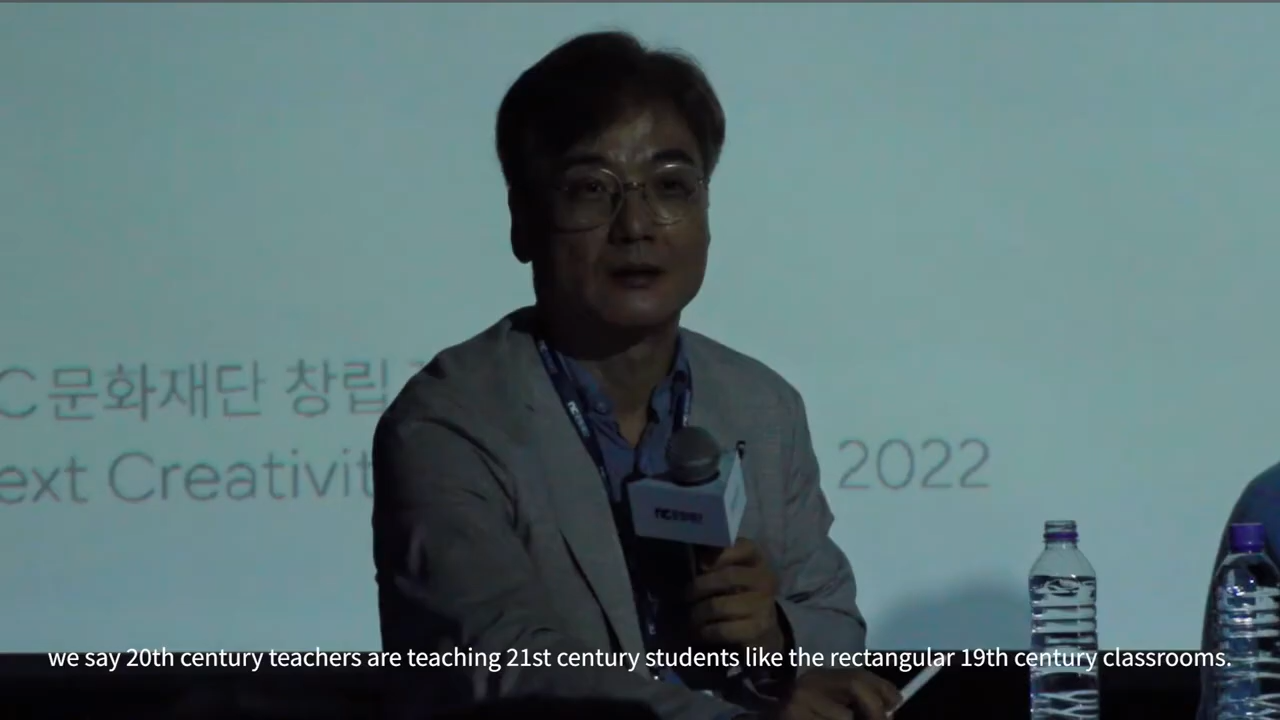 C문화재단 창립
ext Creativit 2022
NC문화재단
we say 20th century teachers are teaching 21st century students like the rectangular 19th century classrooms.